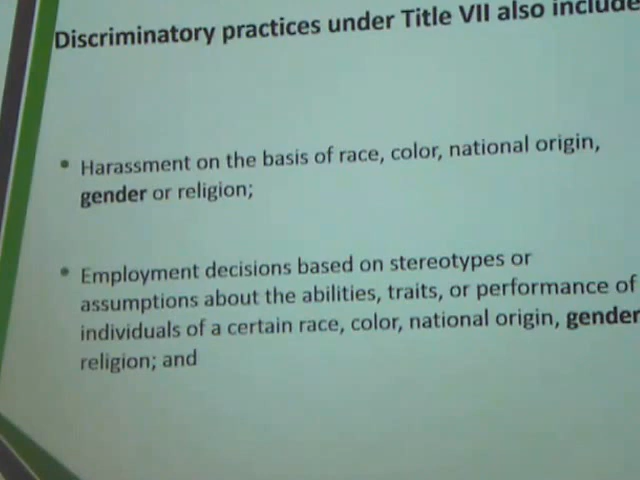 Discriminatory practices under Title VII also include
• Harassment on the basis of race, color, national origin,
gender or religion;
• Employment decisions based on stereotypes or
assumptions about the abilities, traits, or performance of
individuals of a certain race, color, national origin, gender
religion; and